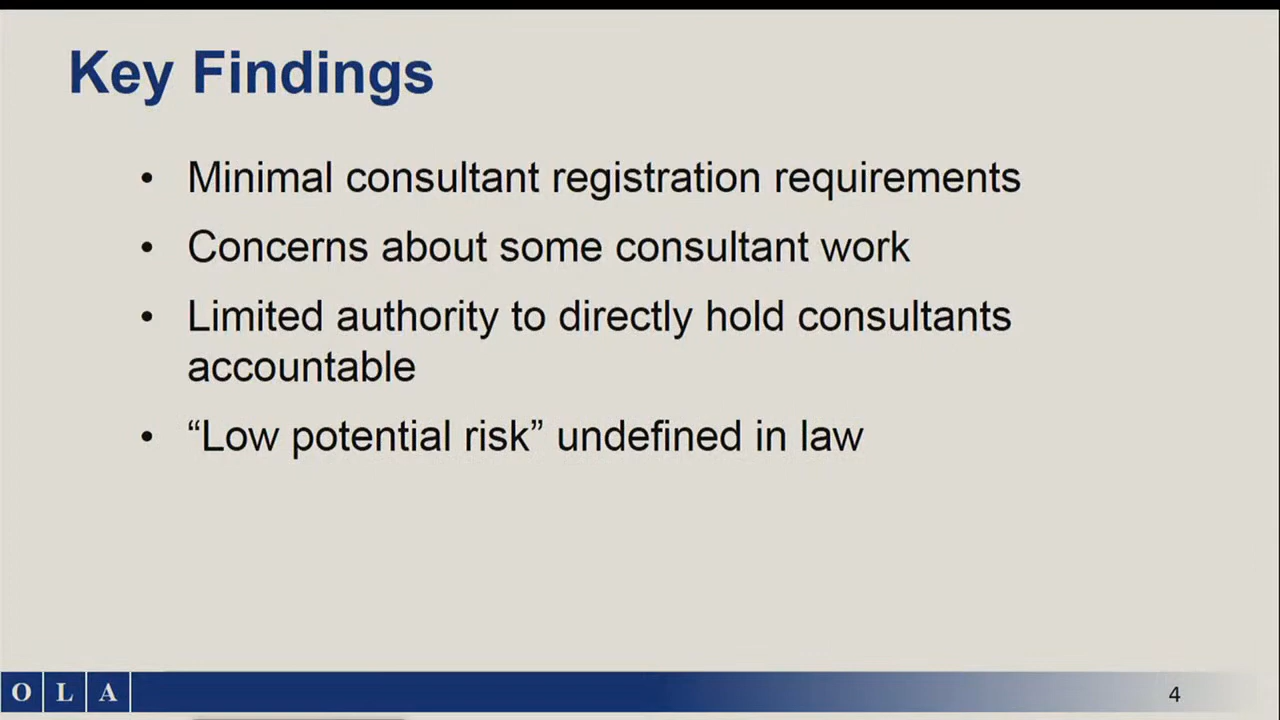 Key Findings
• Minimal consultant registration requirements
• Concerns about some consultant work
• Limited authority to directly hold consultants
accountable
• “Low potential risk” undefined in law
O L A
4